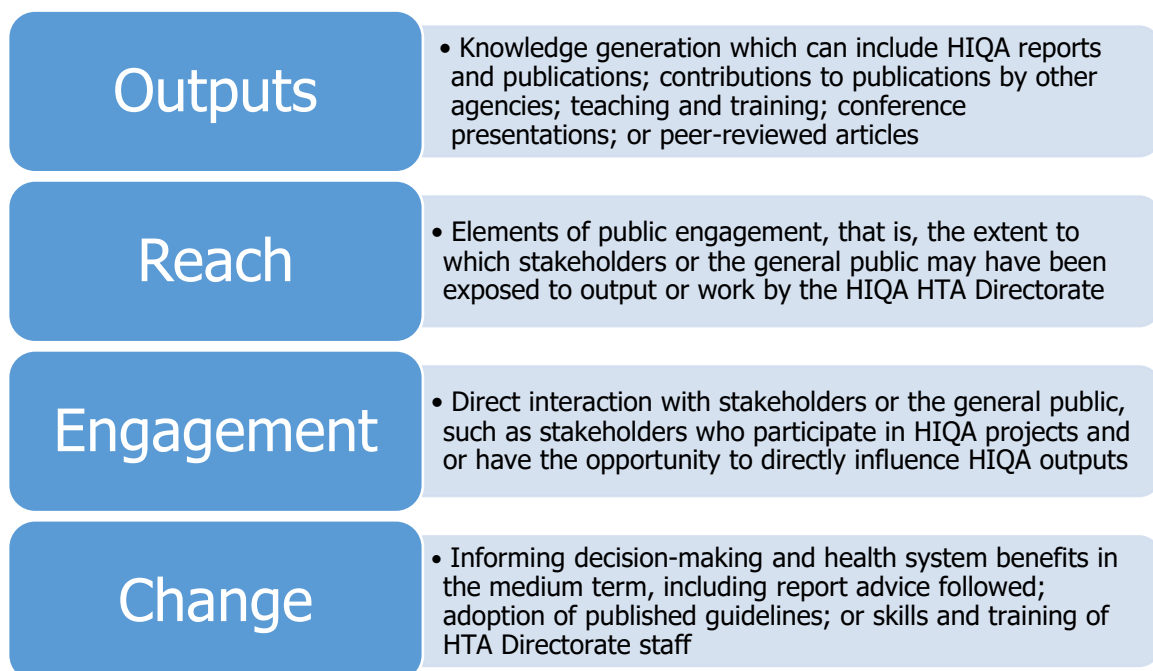 Outputs
• Knowledge generation which can include HIQA reports
and publications; contributions to publications by other
agencies; teaching and training; conference
presentations; or peer-reviewed articles
Reach
• Elements of public engagement, that is, the extent to
which stakeholders or the general public may have been
exposed to output or work by the HIQA HTA Directorate
Engagement
• Direct interaction with stakeholders or the general public,
such as stakeholders who participate in HIQA projects and
or have the opportunity to directly influence HIQA outputs
Change
• Informing decision-making and health system benefits in
the medium term, including report advice followed;
adoption of published guidelines; or skills and training of
HTA Directorate staff